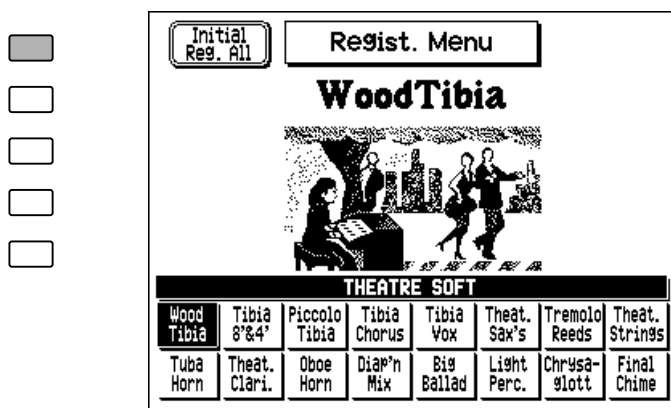 Initial
Reg. All
Regist. Menu
WoodTibia
THEATRE SOFT
Wood Tibia
Tibia 8'&4'
Piccolo Tibia
Tibia Chorus
Tibia Vox
Theat. Sax's
Tremolo Reeds
Theat. Strings
Tuba Horn
Theat. Clari.
Oboe Horn
Diap'n Mix
Big Ballad
Light Perc.
Chrysa-glott
Final Chime